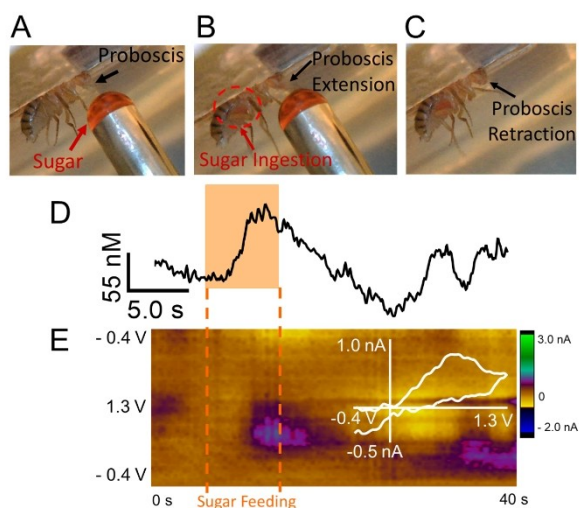 A
Proboscis
Sugar
B
Proboscis
Extension
Sugar Ingestion
C
Proboscis
Retraction
D
55 nM
5.0 s
E
- 0.4 V
1.3 V
- 0.4 V
1.0 nA
-0.4 V
1.3 V
-0.5 nA
3.0 nA
0
- 2.0 nA
0 s
Sugar Feeding
40 s